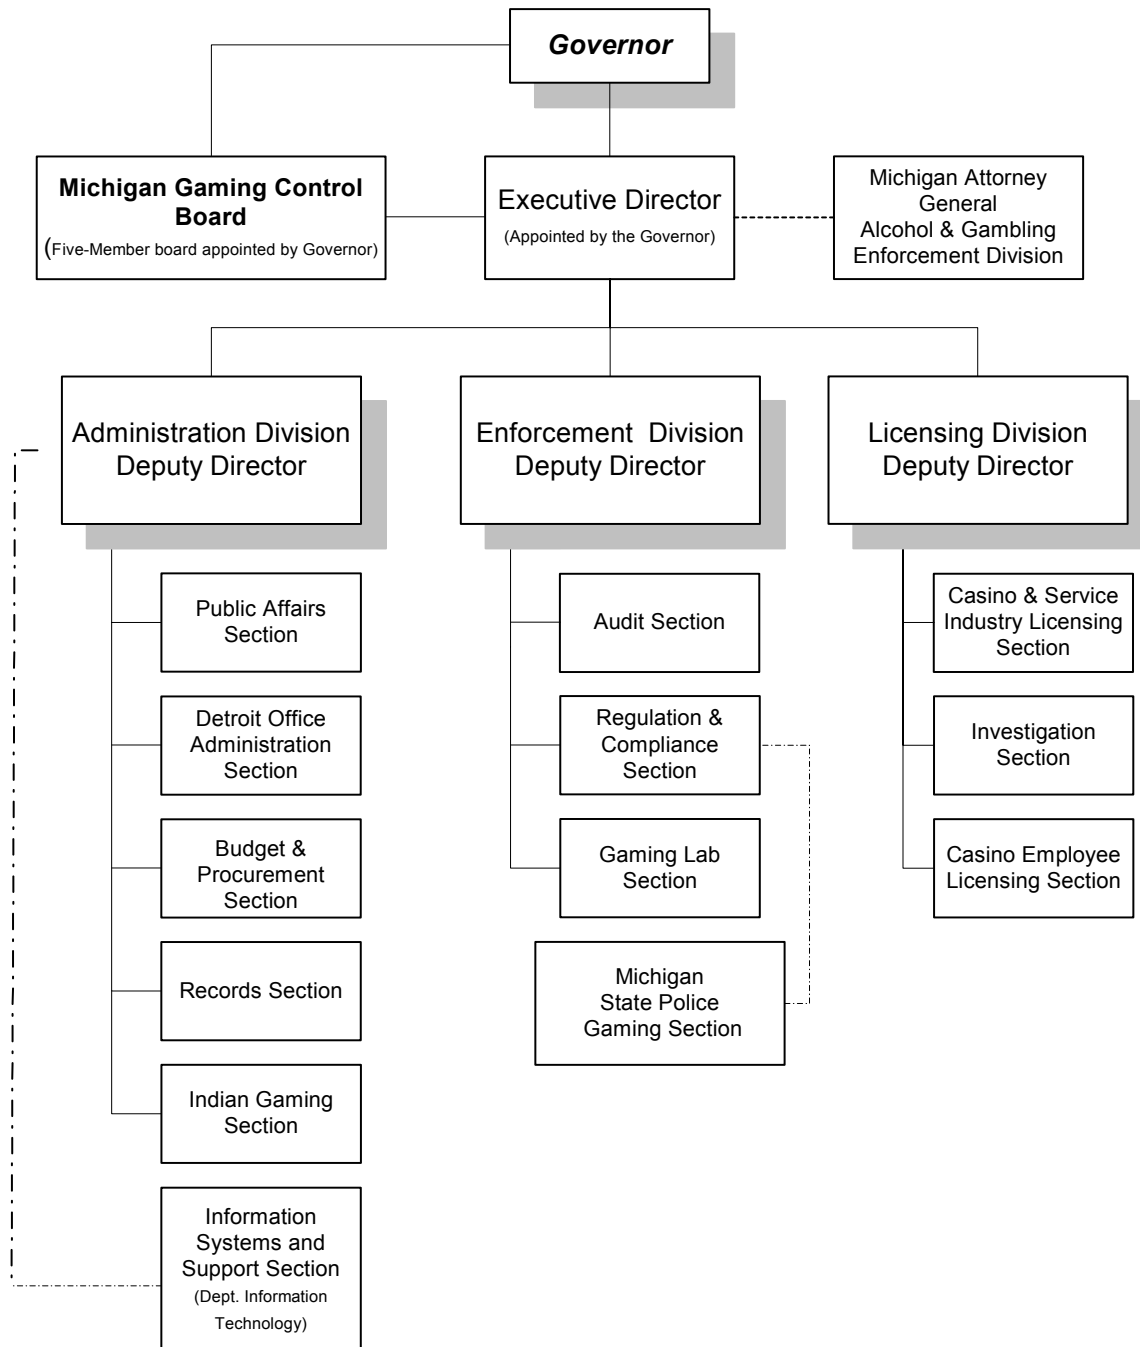 Governor
Michigan Gaming Control
Board
(Five-Member board appointed by Governor)
Executive Director
(Appointed by the Governor)
Michigan Attorney
General
Alcohol & Gambling
Enforcement Division
Administration Division
Deputy Director
Enforcement Division
Deputy Director
Licensing Division
Deputy Director
Public Affairs
Section
Detroit Office
Administration
Section
Budget &
Procurement
Section
Records Section
Indian Gaming
Section
Information
Systems and
Support Section
(Dept. Information
Technology)
Audit Section
Regulation &
Compliance
Section
Gaming Lab
Section
Michigan
State Police
Gaming Section
Casino & Service
Industry Licensing
Section
Investigation
Section
Casino Employee
Licensing Section